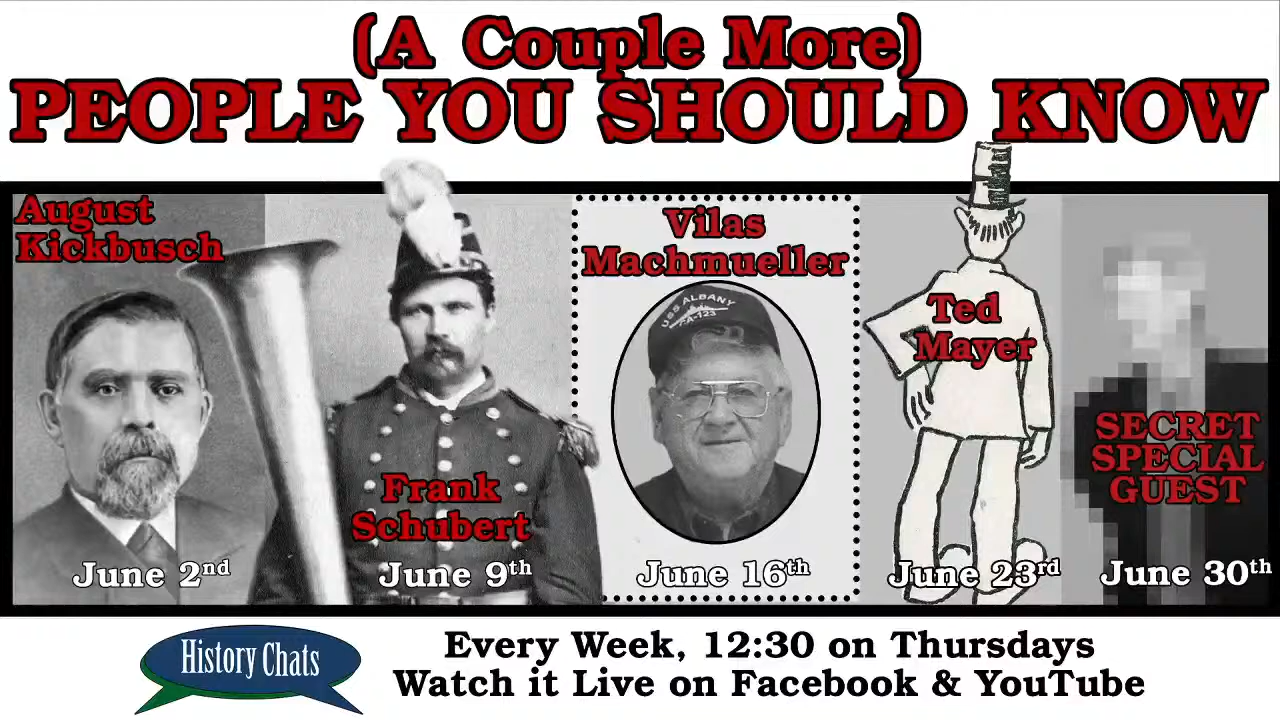 (A Couple More)
PEOPLE YOU SHOULD KNOW
August
Kickbusch
June 2nd
Frank
Schubert
June 9th
Vilas
Machmueller
USS ALBANY
CA-123
June 16th
Ted
Mayer
June 23rd
SECRET
SPECIAL
GUEST
June 30th
History Chats
Every Week, 12:30 on Thursdays
Watch it Live on Facebook & YouTube